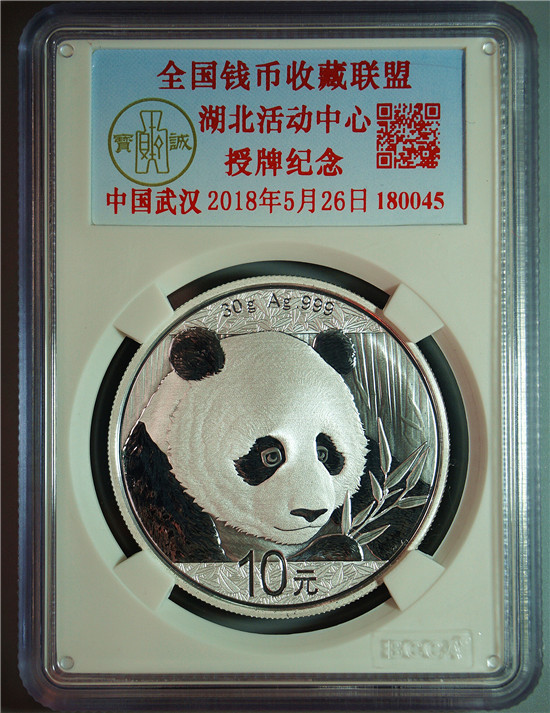 全国钱币收藏联盟
湖北活动中心
授牌纪念
寳 誠
中国武汉 2018年5月26日 180045
30g Ag.999
10元